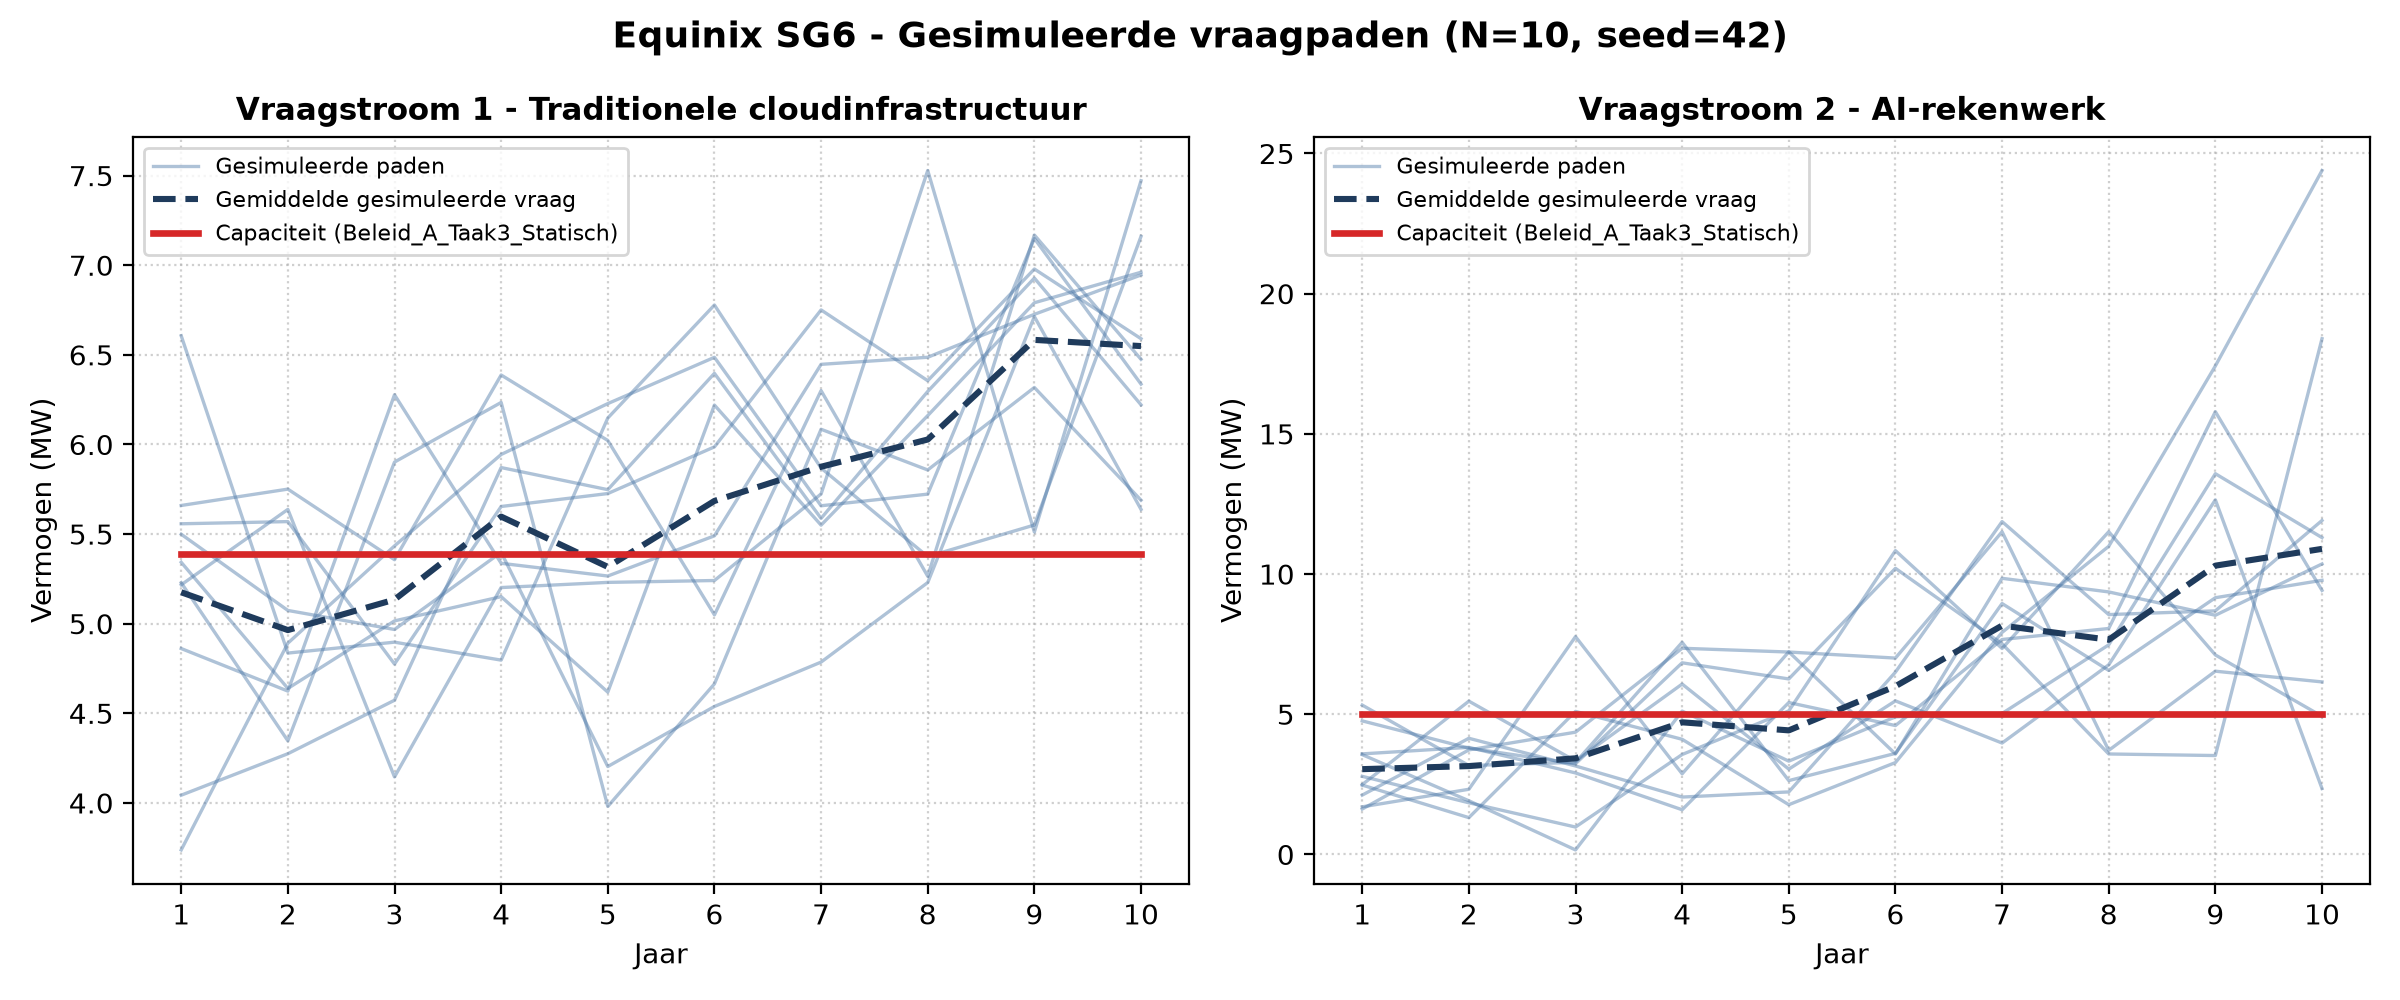 Equinix SG6 - Gesimuleerde vraagpaden (N=10, seed=42)
Vraagstroom 1 - Traditionele cloudinfrastructuur
Gesimuleerde paden
Gemiddelde gesimuleerde vraag
Capaciteit (Beleid_A_Taak3_Statisch)
Vermogen (MW)
7.5
7.0
6.5
6.0
5.5
5.0
4.5
4.0
1 2 3 4 5 6 7 8 9 10
Jaar
Vraagstroom 2 - AI-rekenwerk
Gesimuleerde paden
Gemiddelde gesimuleerde vraag
Capaciteit (Beleid_A_Taak3_Statisch)
Vermogen (MW)
25
20
15
10
5
0
1 2 3 4 5 6 7 8 9 10
Jaar